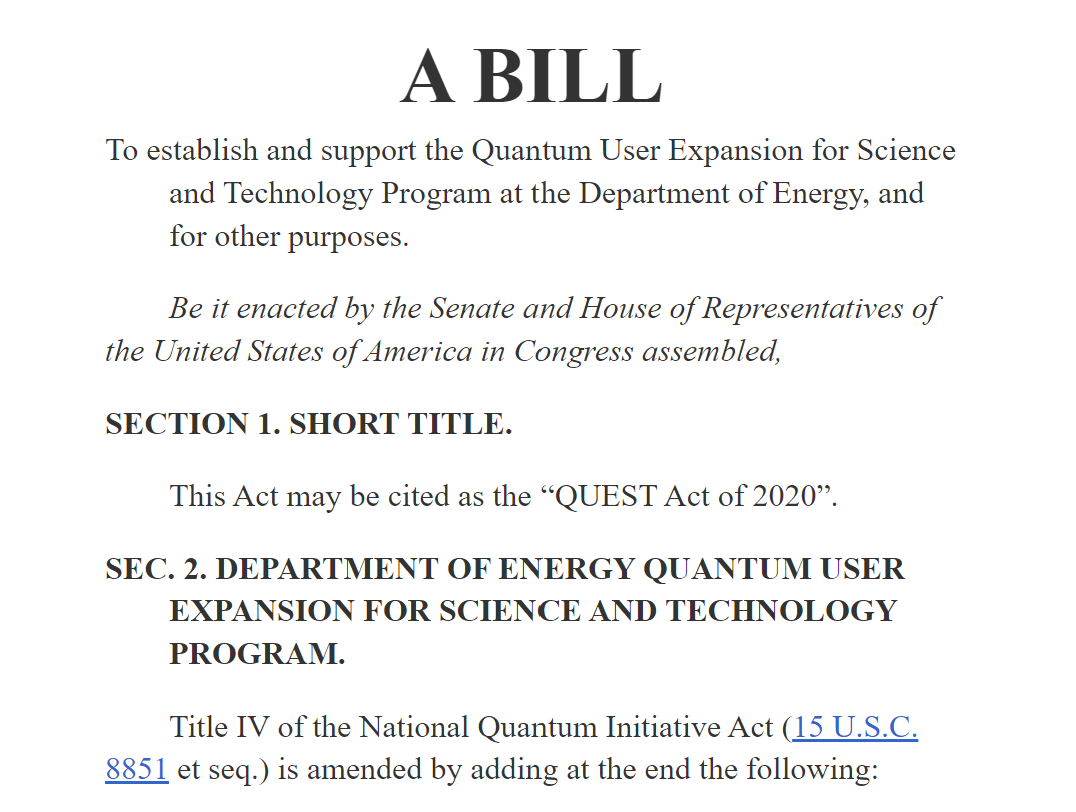 A BILL
To establish and support the Quantum User Expansion for Science
and Technology Program at the Department of Energy, and
for other purposes.
Be it enacted by the Senate and House of Representatives of
the United States of America in Congress assembled,
SECTION 1. SHORT TITLE.
This Act may be cited as the “QUEST Act of 2020”.
SEC. 2. DEPARTMENT OF ENERGY QUANTUM USER
EXPANSION FOR SCIENCE AND TECHNOLOGY
PROGRAM.
Title IV of the National Quantum Initiative Act (15 U.S.C.
8851 et seq.) is amended by adding at the end the following: